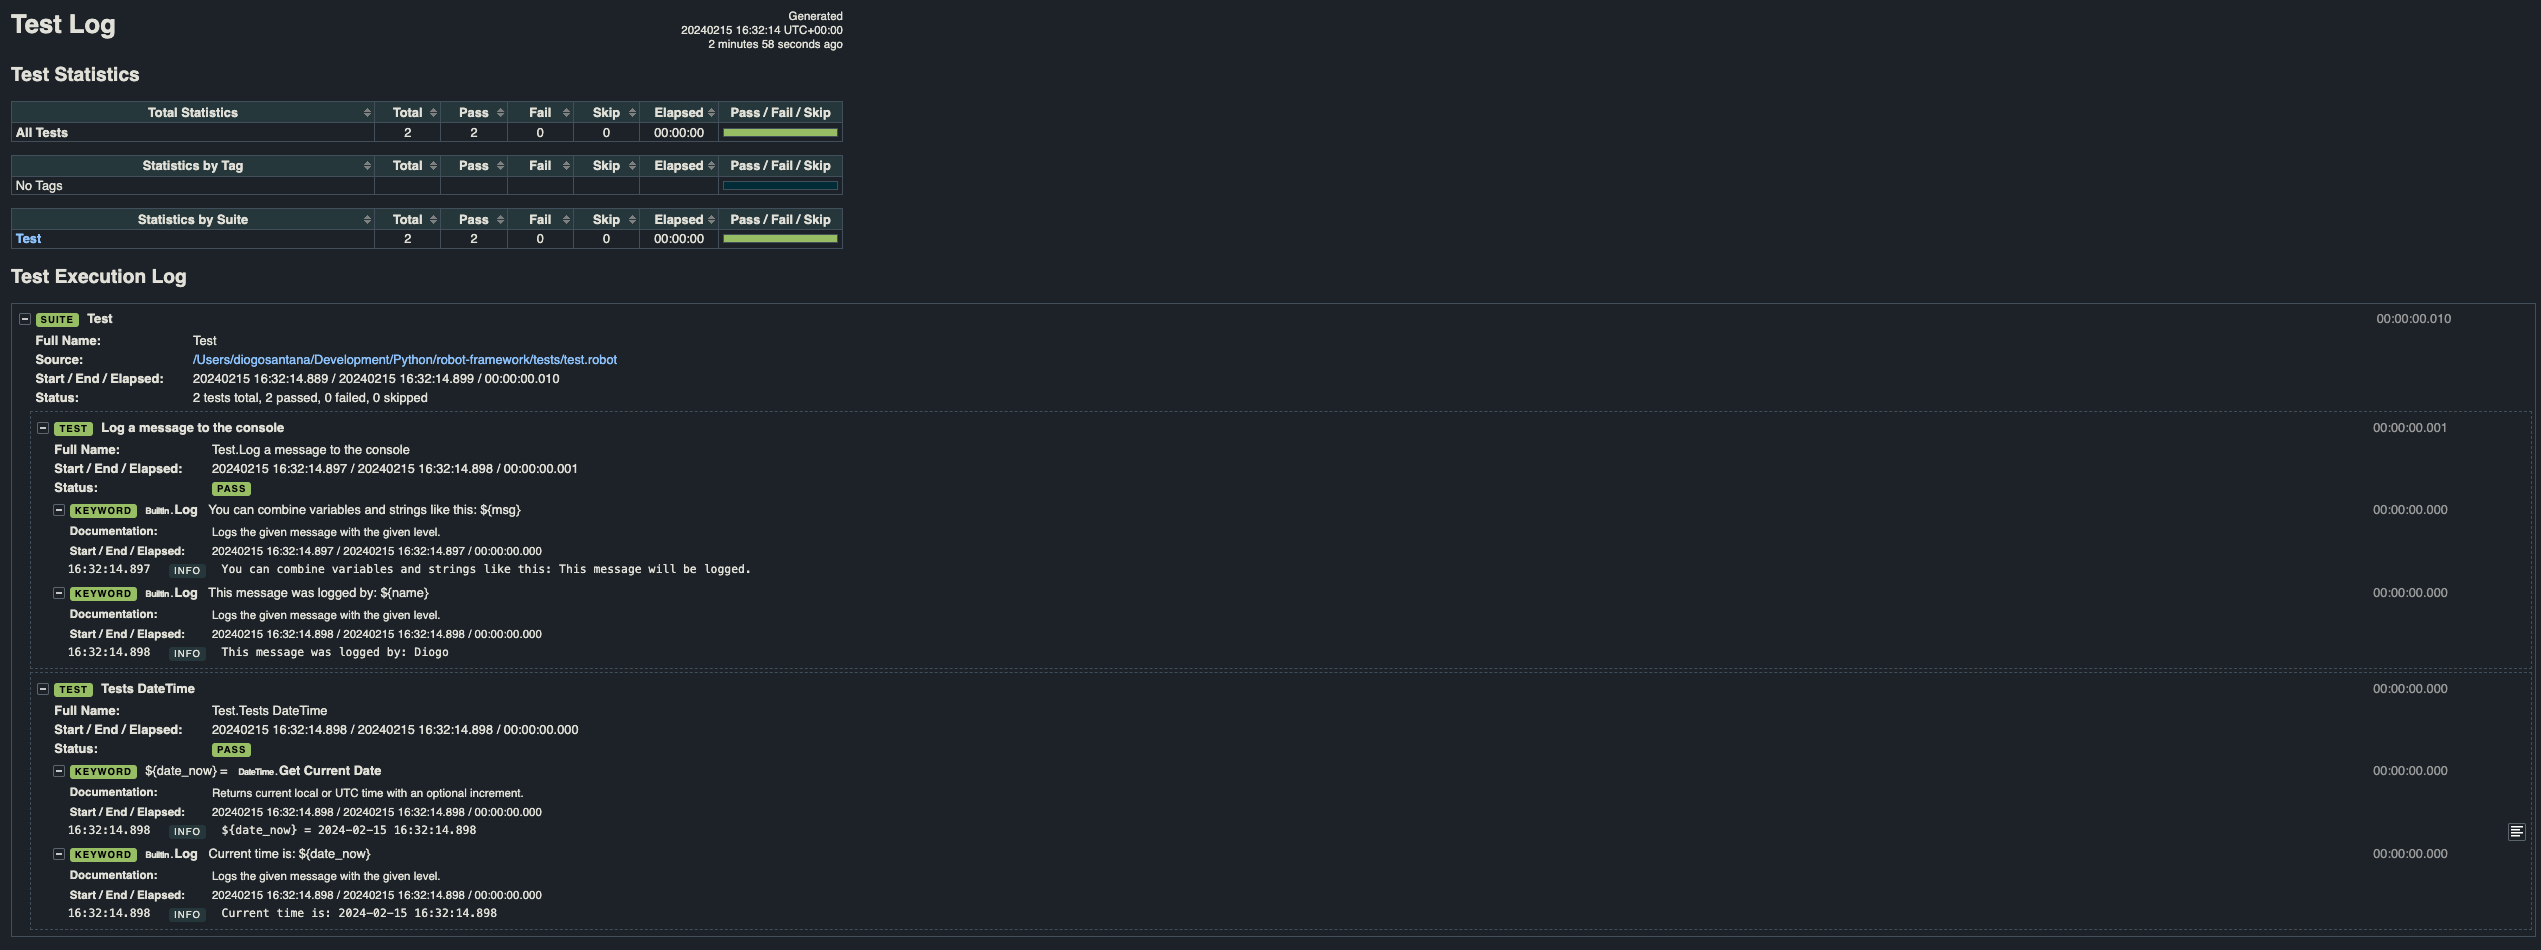 Test Log
Generated
20240215 16:32:14 UTC+00:00
2 minutes 58 seconds ago
Test Statistics
Total Statistics Total Pass Fail Skip Elapsed Pass / Fail / Skip
All Tests 2 2 0 0 00:00:00
Statistics by Tag Total Pass Fail Skip Elapsed Pass / Fail / Skip
No Tags
Statistics by Suite Total Pass Fail Skip Elapsed Pass / Fail / Skip
Test 2 2 0 0 00:00:00
Test Execution Log
SUITE Test 00:00:00.010
Full Name: Test
Source: /Users/diogosantana/Development/Python/robot-framework/tests/test.robot
Start / End / Elapsed: 20240215 16:32:14.889 / 20240215 16:32:14.899 / 00:00:00.010
Status: 2 tests total, 2 passed, 0 failed, 0 skipped
TEST Log a message to the console 00:00:00.001
Full Name: Test.Log a message to the console
Start / End / Elapsed: 20240215 16:32:14.897 / 20240215 16:32:14.898 / 00:00:00.001
Status: PASS
KEYWORD BuiltIn.Log You can combine variables and strings like this: ${msg} 00:00:00.000
Documentation: Logs the given message with the given level.
Start / End / Elapsed: 20240215 16:32:14.897 / 20240215 16:32:14.897 / 00:00:00.000
16:32:14.897 INFO You can combine variables and strings like this: This message will be logged.
KEYWORD BuiltIn.Log This message was logged by: ${name} 00:00:00.000
Documentation: Logs the given message with the given level.
Start / End / Elapsed: 20240215 16:32:14.898 / 20240215 16:32:14.898 / 00:00:00.000
16:32:14.898 INFO This message was logged by: Diogo
TEST Tests DateTime 00:00:00.000
Full Name: Test.Tests DateTime
Start / End / Elapsed: 20240215 16:32:14.898 / 20240215 16:32:14.898 / 00:00:00.000
Status: PASS
KEYWORD ${date_now} = DateTime.Get Current Date 00:00:00.000
Documentation: Returns current local or UTC time with an optional increment.
Start / End / Elapsed: 20240215 16:32:14.898 / 20240215 16:32:14.898 / 00:00:00.000
16:32:14.898 INFO ${date_now} = 2024-02-15 16:32:14.898
KEYWORD BuiltIn.Log Current time is: ${date_now} 00:00:00.000
Documentation: Logs the given message with the given level.
Start / End / Elapsed: 20240215 16:32:14.898 / 20240215 16:32:14.898 / 00:00:00.000
16:32:14.898 INFO Current time is: 2024-02-15 16:32:14.898